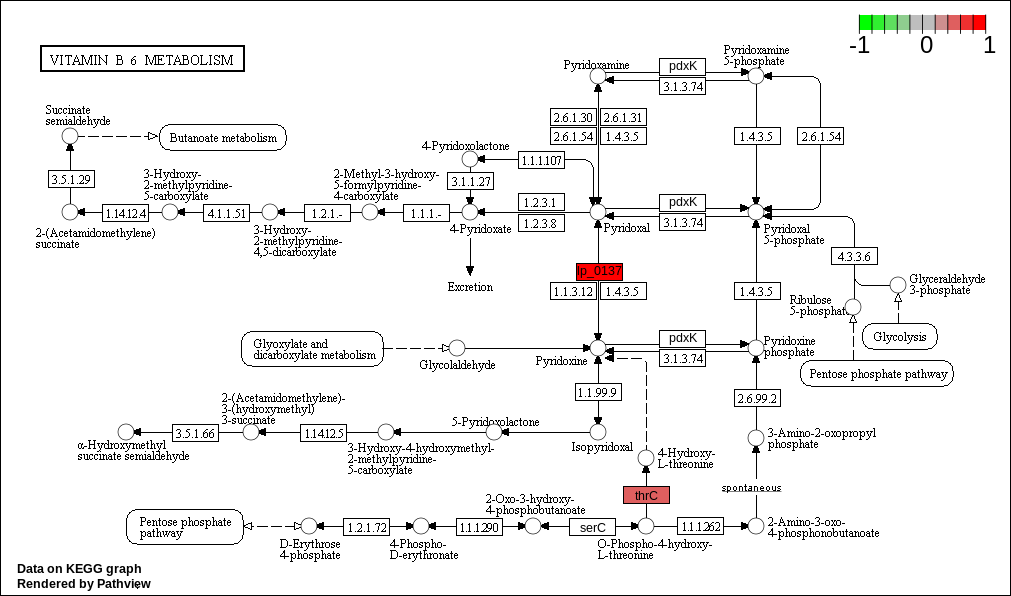 -1 0 1
VITAMIN B 6 METABOLISM
Pyridoxamine
pdxK
3.1.3.74
Pyridoxamine
5-phosphate
2.6.1.30
2.6.1.31
2.6.1.54
1.4.3.5
1.4.3.5
2.6.1.54
Succinate
semialdehyde
Butanoate metabolism
4-Pyridoxolactone
1.1.1.107
3.5.1.29
3-Hydroxy-
2-methylpyridine-
5-carboxylate
2-Methyl-3-hydroxy-
5-formylpyridine-
4-carboxylate
3.1.1.27
1.14.12.4
4.1.1.51
1.2.1.-
1.1.1.-
1.2.3.1
1.2.3.8
pdxK
3.1.3.74
2-(Acetamidomethylene)
succinate
3-Hydroxy-
2-methylpyridine-
4,5-dicarboxylate
4-Pyridoxate
Pyridoxal
Pyridoxal
5-phosphate
4.3.3.6
Excretion
lp_0137
1.1.3.12
1.4.3.5
1.4.3.5
Glyceraldehyde
3-phosphate
Ribulose
5-phosphate
Glycolysis
Glyoxylate and
dicarboxylate metabolism
Glycolaldehyde
Pyridoxine
pdxK
3.1.3.74
Pyridoxine
phosphate
Pentose phosphate pathway
1.1.99.9
2.6.99.2
2-(Acetamidomethylene)-
3-(hydroxymethyl)
3-succinate
5-Pyridoxolactone
3.5.1.66
1.14.12.5
α-Hydroxymethyl
succinate semialdehyde
3-Hydroxy-4-hydroxymethyl-
2-methylpyridine-
5-carboxylate
Isopyridoxal
4-Hydroxy-
L-threonine
3-Amino-2-oxopropyl
phosphate
thrC
spontaneous
2-Oxo-3-hydroxy-
4-phosphobutanoate
Pentose phosphate
pathway
1.2.1.72
1.1.1.290
serC
1.1.1.262
2-Amino-3-oxo-
4-phosphonobutanoate
D-Erythrose
4-phosphate
4-Phospho-
D-erythronate
O-Phospho-4-hydroxy-
L-threonine
Data on KEGG graph
Rendered by Pathview